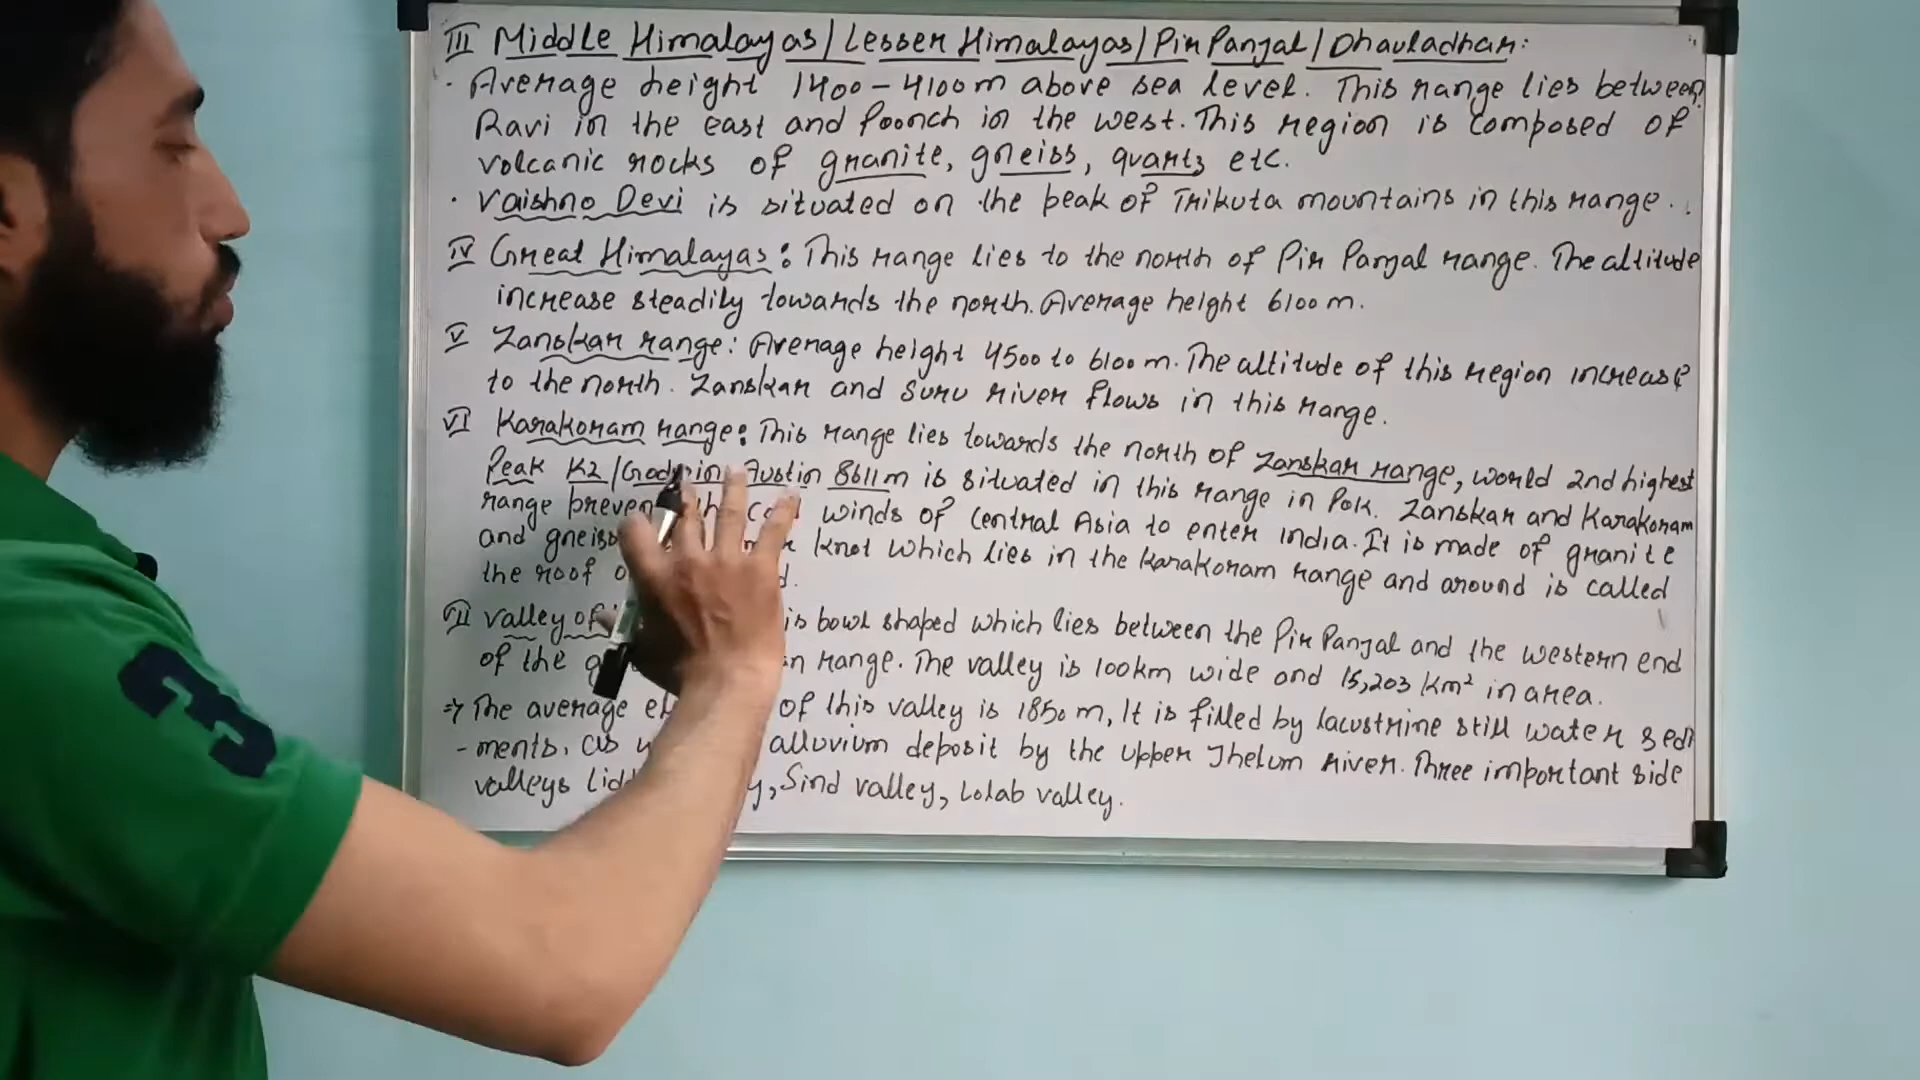 III Middle Himalayas/Lesser Himalayas/Pir Panjal/Dhauladhar:
· Average height 1400-4100m above sea level. This range lies between
Ravi in the east and Poonch in the west. This region is composed of
volcanic rocks of granite, gneiss, quartz etc.
· Vaishno Devi is situated on the peak of Trikuta mountains in this range.
IV Great Himalayas: This range lies to the north of Pir Panjal range. The altitude
increase steadily towards the north. Average height 6100 m.
V Zanskar range: Average height 4500 to 6100 m. The altitude of this region increase
to the north. Zanskar and Suru river flows in this range.
VI Karakoram range: This range lies towards the north of Zanskar range, world 2nd highest
Peak K2/ Austin 8611m is situated in this range in Pok. Zanskar and Karakoram
range winds of Central Asia to enter india. It is made of granite
and gneiss knot which lies in the Karakoram range and around is called
the roof
VII Valley of is bowl shaped which lies between the Pir Panjal and the western end
of the range. The valley is 100km wide and 15,203 km² in area.
⇒ The average of this valley is 1850 m, It is filled by lacustrine still water sedi
-ments. as alluvium deposit by the upper Jhelum river. Three important side
valleys Sind valley, Lolab valley.
3